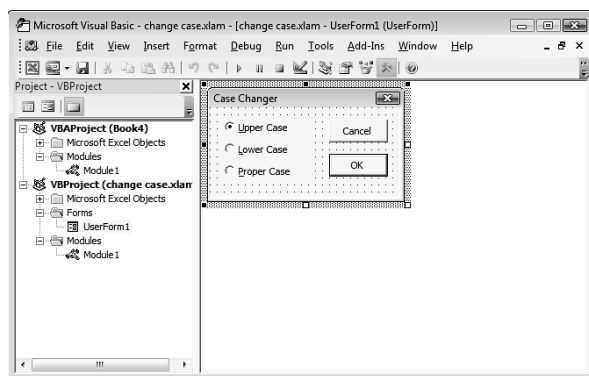 Microsoft Visual Basic - change case.xlam - [change case.xlam - UserForm1 (UserForm)]
File Edit View Insert Format Debug Run Tools Add-Ins Window Help
Project - VBProject
VBAProject (Book4)
Microsoft Excel Objects
Modules
Module1
VBProject (change case.xlam
Microsoft Excel Objects
Forms
UserForm1
Modules
Module1
Case Changer
Upper Case
Lower Case
Proper Case
Cancel
OK